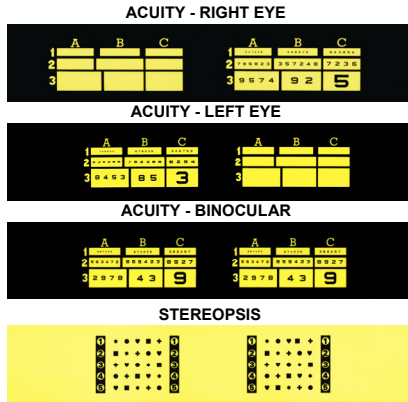 ACUITY - RIGHT EYE
A B C A B C
1 1
2 2 795823 357248 7236
3 3 9574 92 5
ACUITY - LEFT EYE
A B C A B C
1 1
2 8284 2
3 8453 85 3 3
ACUITY - BINOCULAR
A B C A B C
1 1
2 983472 859423 8927 2 983472 859423 8927
3 2978 43 9 3 2978 43 9
STEREOPSIS
1 1 1 1
2 2 2 2
3 3 3 3
4 4 4 4
5 5 5 5